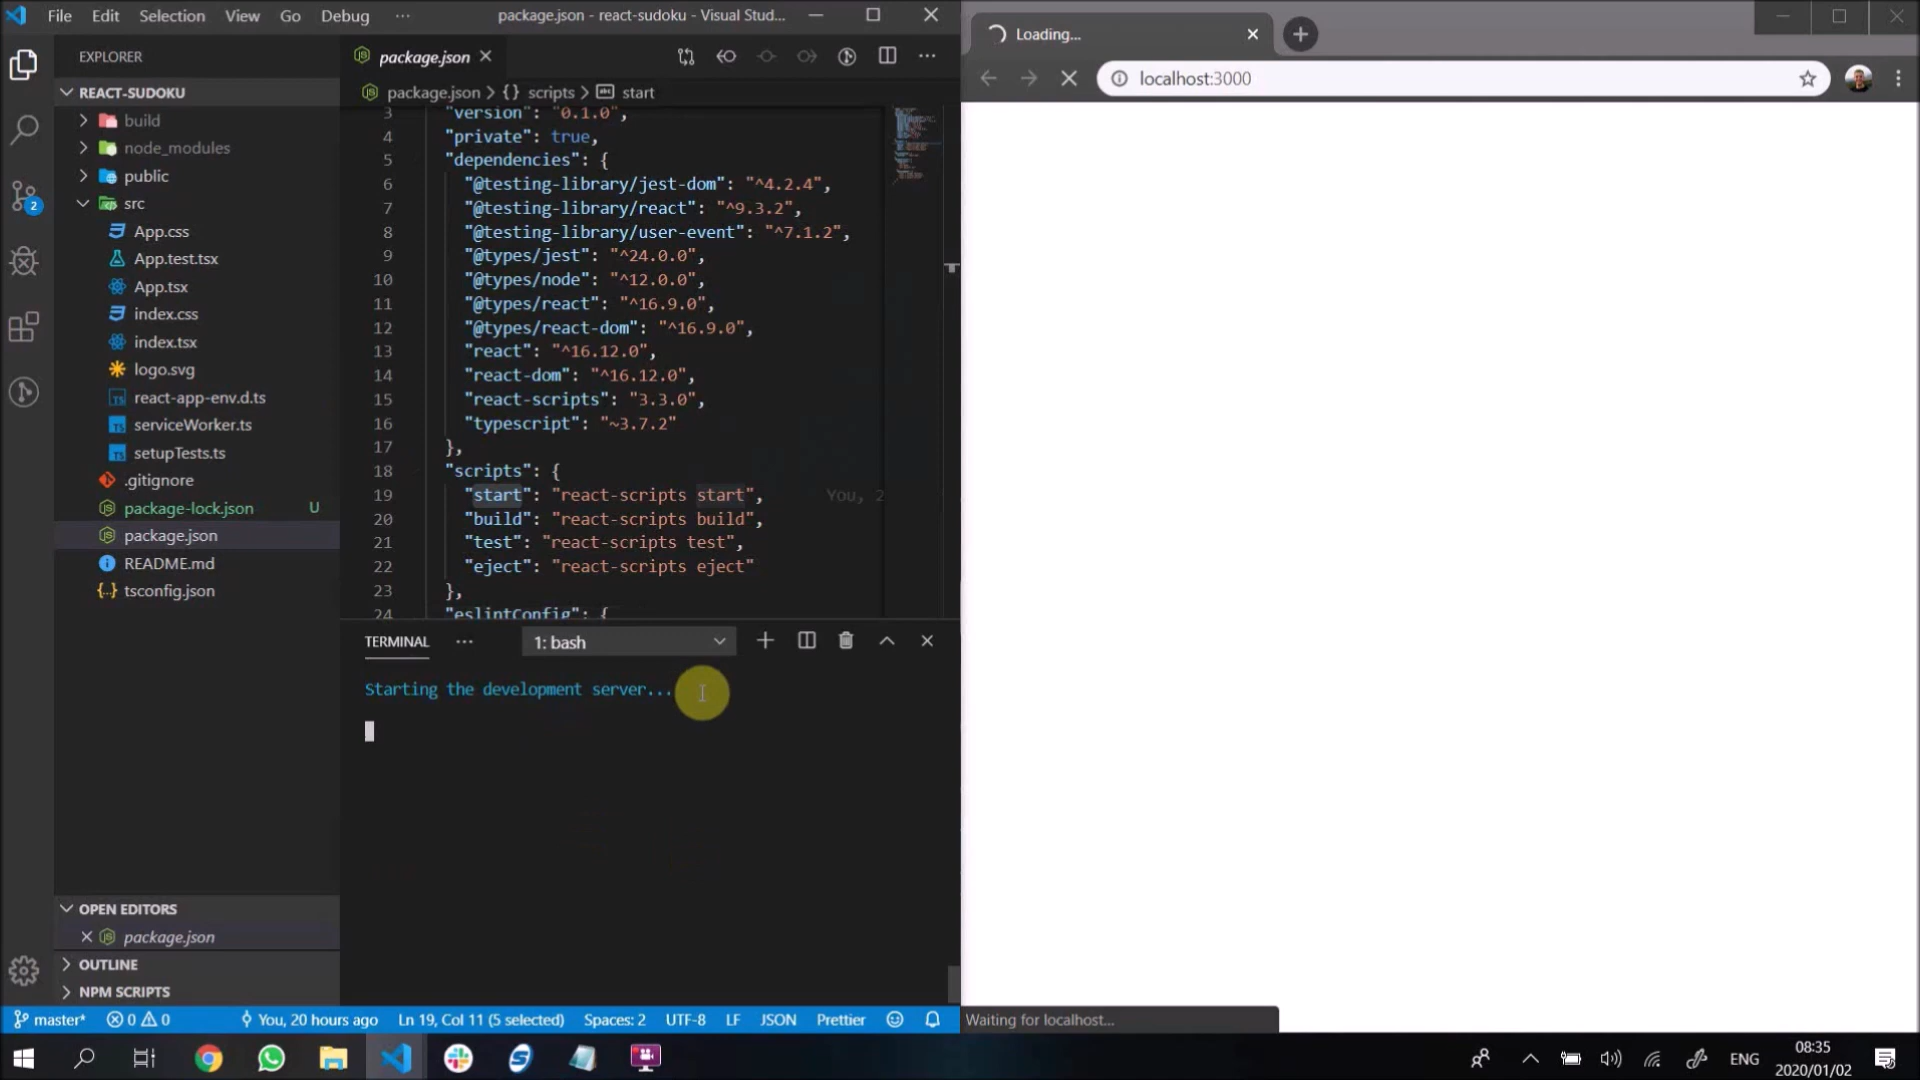 File Edit Selection View Go Debug ··· package.json - react-sudoku - Visual Stud...
EXPLORER
REACT-SUDOKU
build
node_modules
public
src
App.css
App.test.tsx
App.tsx
index.css
index.tsx
logo.svg
react-app-env.d.ts
serviceWorker.ts
setupTests.ts
.gitignore
package-lock.json U
package.json
README.md
tsconfig.json
OPEN EDITORS
package.json
OUTLINE
NPM SCRIPTS
2
package.json
package.json > {} scripts > start
3 "version": "0.1.0",
4 "private": true,
5 "dependencies": {
6 "@testing-library/jest-dom": "^4.2.4",
7 "@testing-library/react": "^9.3.2",
8 "@testing-library/user-event": "^7.1.2",
9 "@types/jest": "^24.0.0",
10 "@types/node": "^12.0.0",
11 "@types/react": "^16.9.0",
12 "@types/react-dom": "^16.9.0",
13 "react": "^16.12.0",
14 "react-dom": "^16.12.0",
15 "react-scripts": "3.3.0",
16 "typescript": "~3.7.2"
17 },
18 "scripts": {
19 "start": "react-scripts start", You, 2
20 "build": "react-scripts build",
21 "test": "react-scripts test",
22 "eject": "react-scripts eject"
23 },
24 "eslintConfig": {
TERMINAL ··· 1: bash
Starting the development server...
master* 0 0 You, 20 hours ago Ln 19, Col 11 (5 selected) Spaces: 2 UTF-8 LF JSON Prettier
Loading...
localhost:3000
Waiting for localhost...
ENG
08:35
2020/01/02